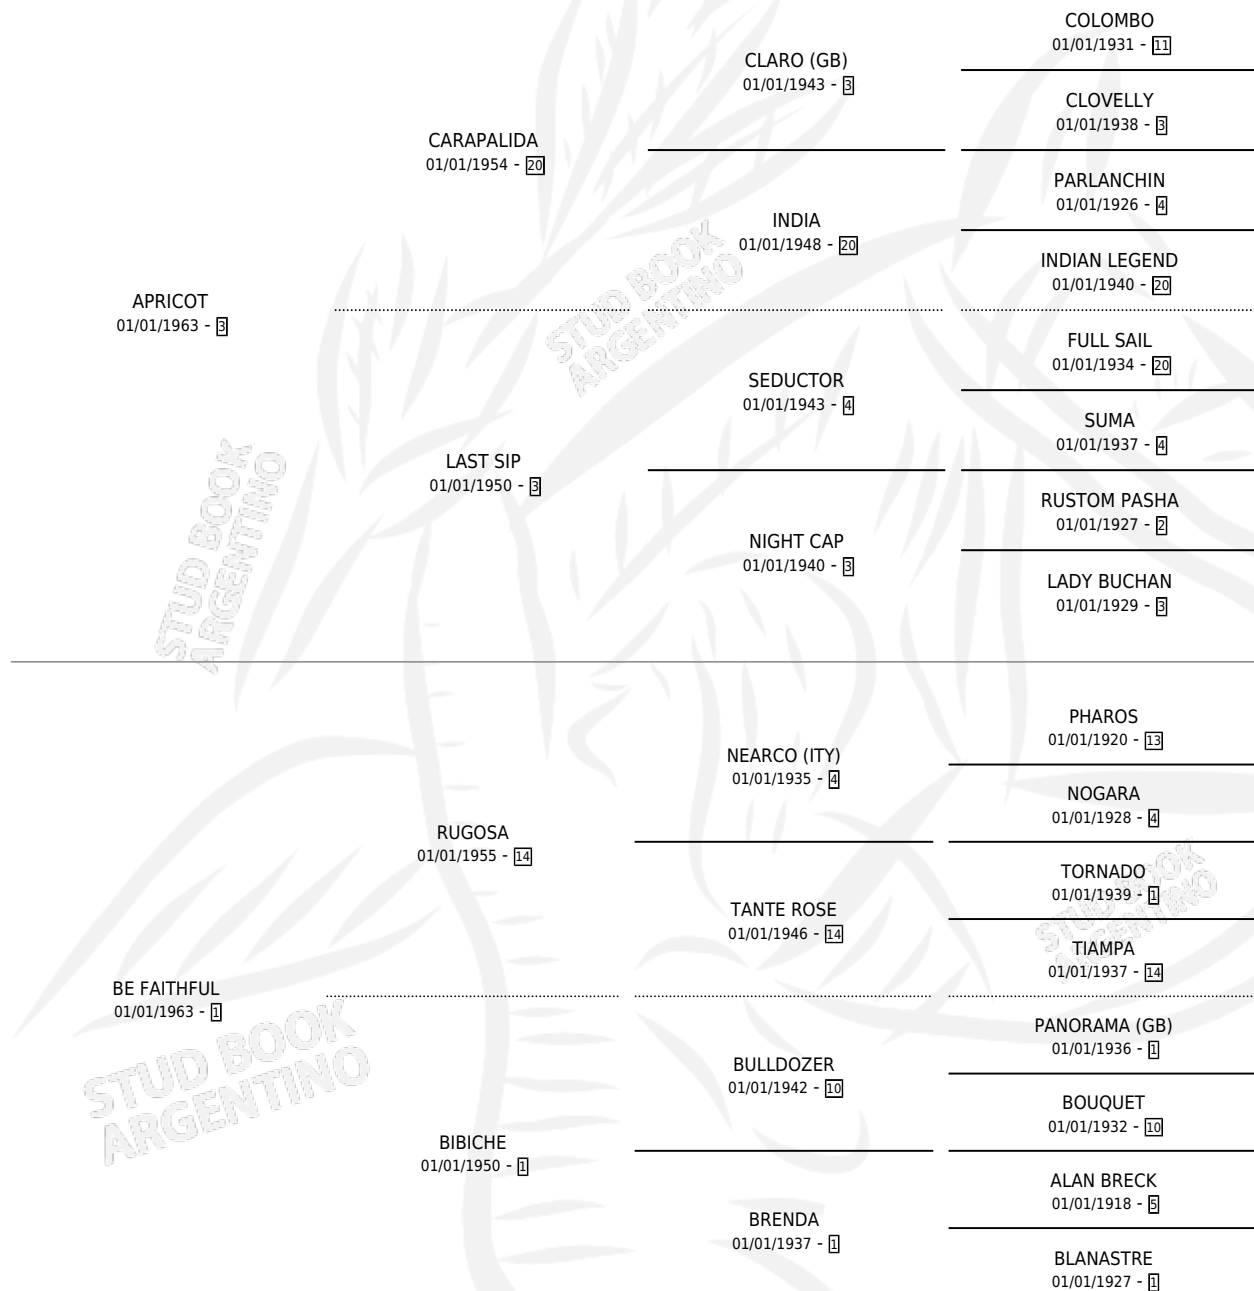 COLOMBO
01/01/1931 - 11
CLARO (GB)
01/01/1943 - 3
CLOVELLY
01/01/1938 - 3
CARAPALIDA
01/01/1954 - 20
PARLANCHIN
01/01/1926 - 4
INDIA
01/01/1948 - 20
INDIAN LEGEND
01/01/1940 - 20
APRICOT
01/01/1963 - 3
STUD BOOK
ARGENTINO
FULL SAIL
01/01/1934 - 20
SEDUCTOR
01/01/1943 - 4
SUMA
01/01/1937 - 4
LAST SIP
01/01/1950 - 3
RUSTOM PASHA
01/01/1927 - 2
NIGHT CAP
01/01/1940 - 3
LADY BUCHAN
01/01/1929 - 3
STUD BOOK
ARGENTINO
PHAROS
01/01/1920 - 13
NEARCO (ITY)
01/01/1935 - 4
NOGARA
01/01/1928 - 4
RUGOSA
01/01/1955 - 14
TORNADO
01/01/1939 - 1
TANTE ROSE
01/01/1946 - 14
TIAMPA
01/01/1937 - 14
STUD BOOK
ARGENTINO
BE FAITHFUL
01/01/1963 - 1
STUD BOOK
ARGENTINO
PANORAMA (GB)
01/01/1936 - 1
BULLDOZER
01/01/1942 - 10
BOUQUET
01/01/1932 - 10
BIBICHE
01/01/1950 - 1
ALAN BRECK
01/01/1918 - 5
BRENDA
01/01/1937 - 1
BLANASTRE
01/01/1927 - 1